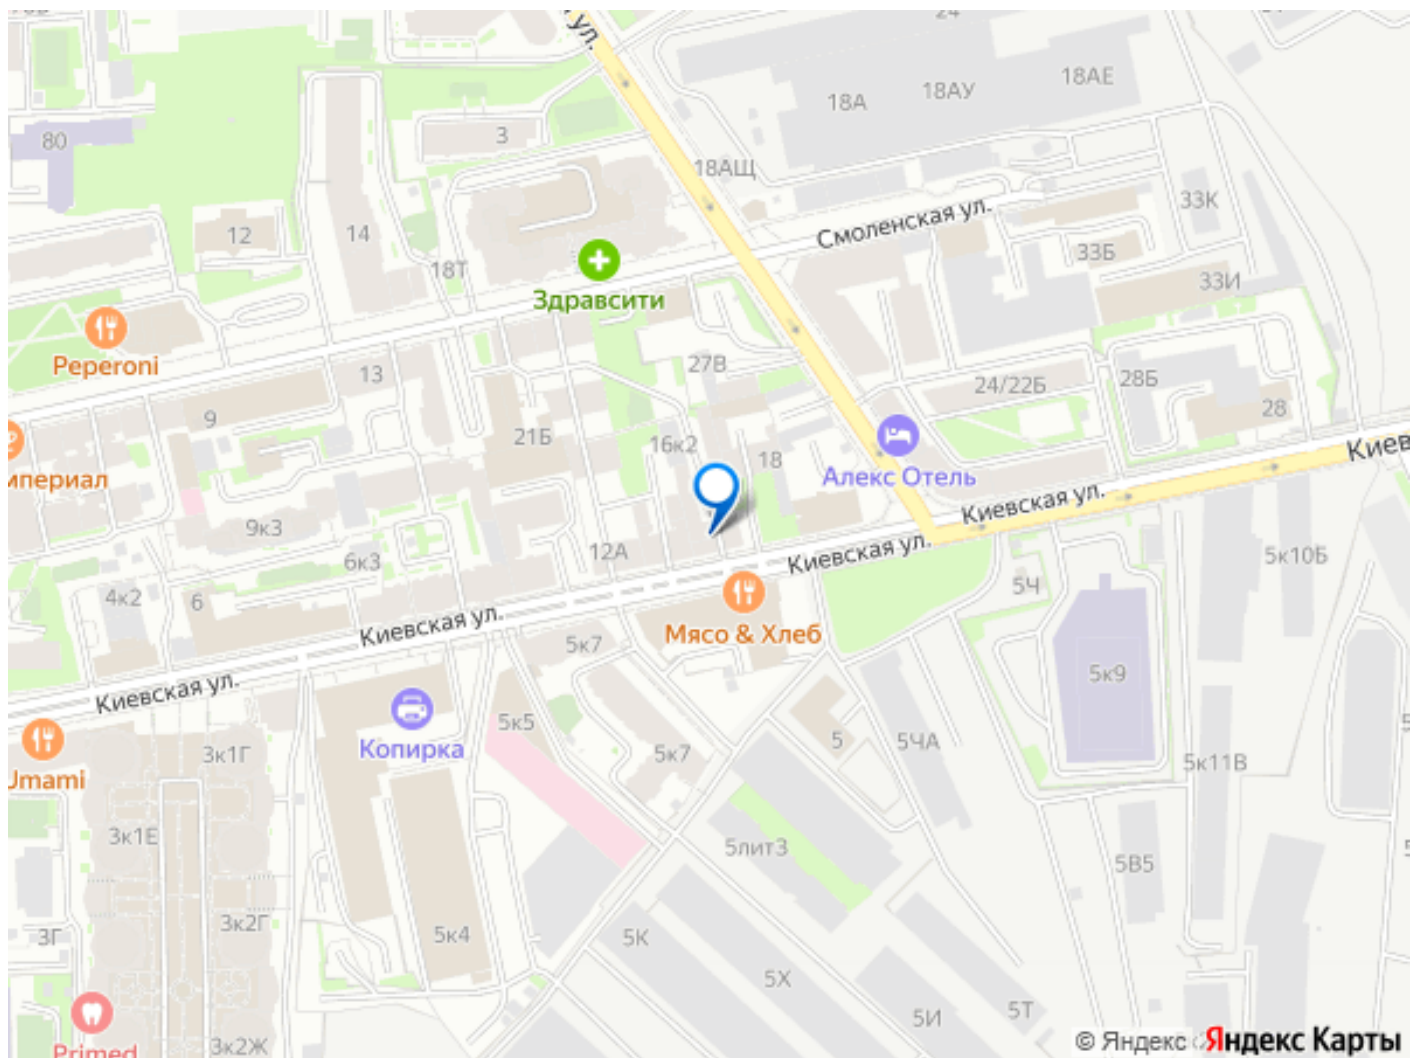 24
ул.
18АЕ
18АУ
18А
80
3
18АЩ
33К
Смоленская ул.
12
14
33Б
18Т
33И
Здравсити
Peperoni
27В
13
24/22Б
28Б
9
28
21Б
16к2
18
Киев
мпериал
Алекс Отель
Киевская ул.
9к3
12А
Киевская ул.
5к10Б
6к3
4к2
6
5Ч
Киевская ул.
Мясо & Хлеб
5к7
5к9
Киевская ул.
5к5
5
5ЧА
Копирка
3к1Г
5к7
5к11В
Umami
3к1Е
5лит3
5В5
3Г
3к2Г
5к4
5К
5Х
5И
5Т
Primed
3к2Ж
© Яндекс
Яндекс Карты